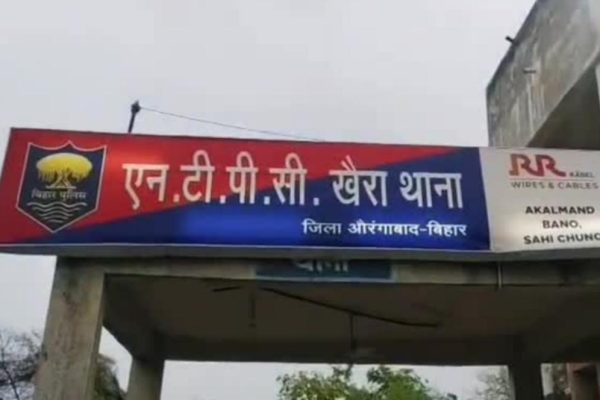 बिहार पुलिस
एन.टी.पी.सी. खैरा थाना
जिला औरंगाबाद-बिहार
RR KABEL
WIRES & CABLES
AKALMAND
BANO,
SAHI CHUNO
थाना